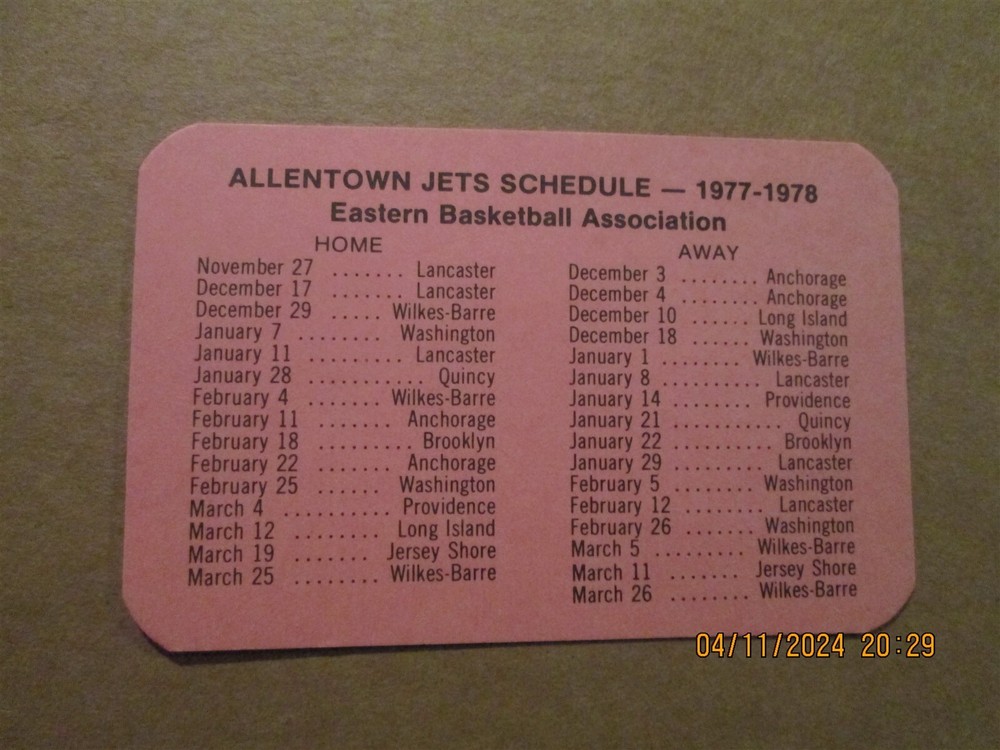 ALLENTOWN JETS SCHEDULE — 1977-1978
Eastern Basketball Association
HOME
November 27 ....... Lancaster
December 17 ....... Lancaster
December 29 ..... Wilkes-Barre
January 7 ........ Washington
January 11 ......... Lancaster
January 28 ........... Quincy
February 4 ....... Wilkes-Barre
February 11 ....... Anchorage
February 18 ........ Brooklyn
February 22 ....... Anchorage
February 25 ...... Washington
March 4 .......... Providence
March 12 ........ Long Island
March 19 ....... Jersey Shore
March 25 ........ Wilkes-Barre
AWAY
December 3 ........ Anchorage
December 4 ........ Anchorage
December 10 ...... Long Island
December 18 ...... Washington
January 1 ........ Wilkes-Barre
January 8 .......... Lancaster
January 14 ........ Providence
January 21 ........... Quincy
January 22 .......... Brooklyn
January 29 ......... Lancaster
February 5 ........ Washington
February 12 ........ Lancaster
February 26 ....... Washington
March 5 ......... Wilkes-Barre
March 11 ....... Jersey Shore
March 26 ........ Wilkes-Barre
04/11/2024 20:29